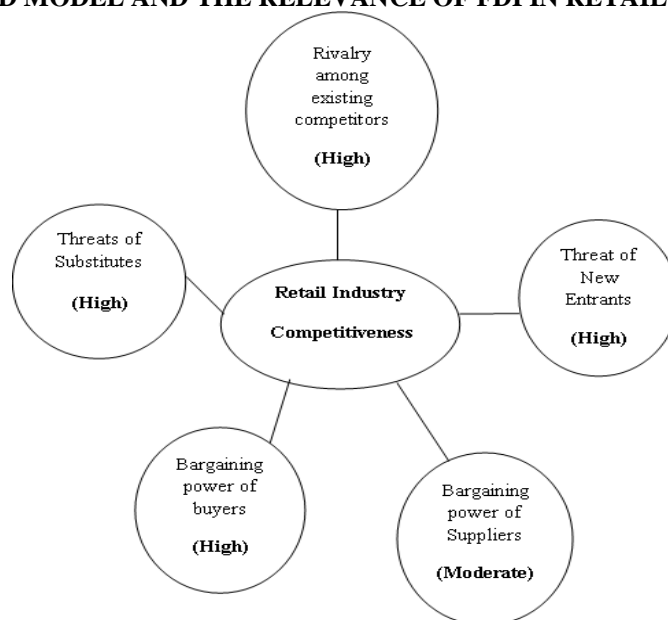 D MODEL AND THE RELEVANCE OF FDI IN RETAIL
Rivalry
among
existing
competitors
(High)
Threats of
Substitutes
(High)
Retail Industry
Competitiveness
Threat of
New
Entrants
(High)
Bargaining
power of
buyers
(High)
Bargaining
power of
Suppliers
(Moderate)